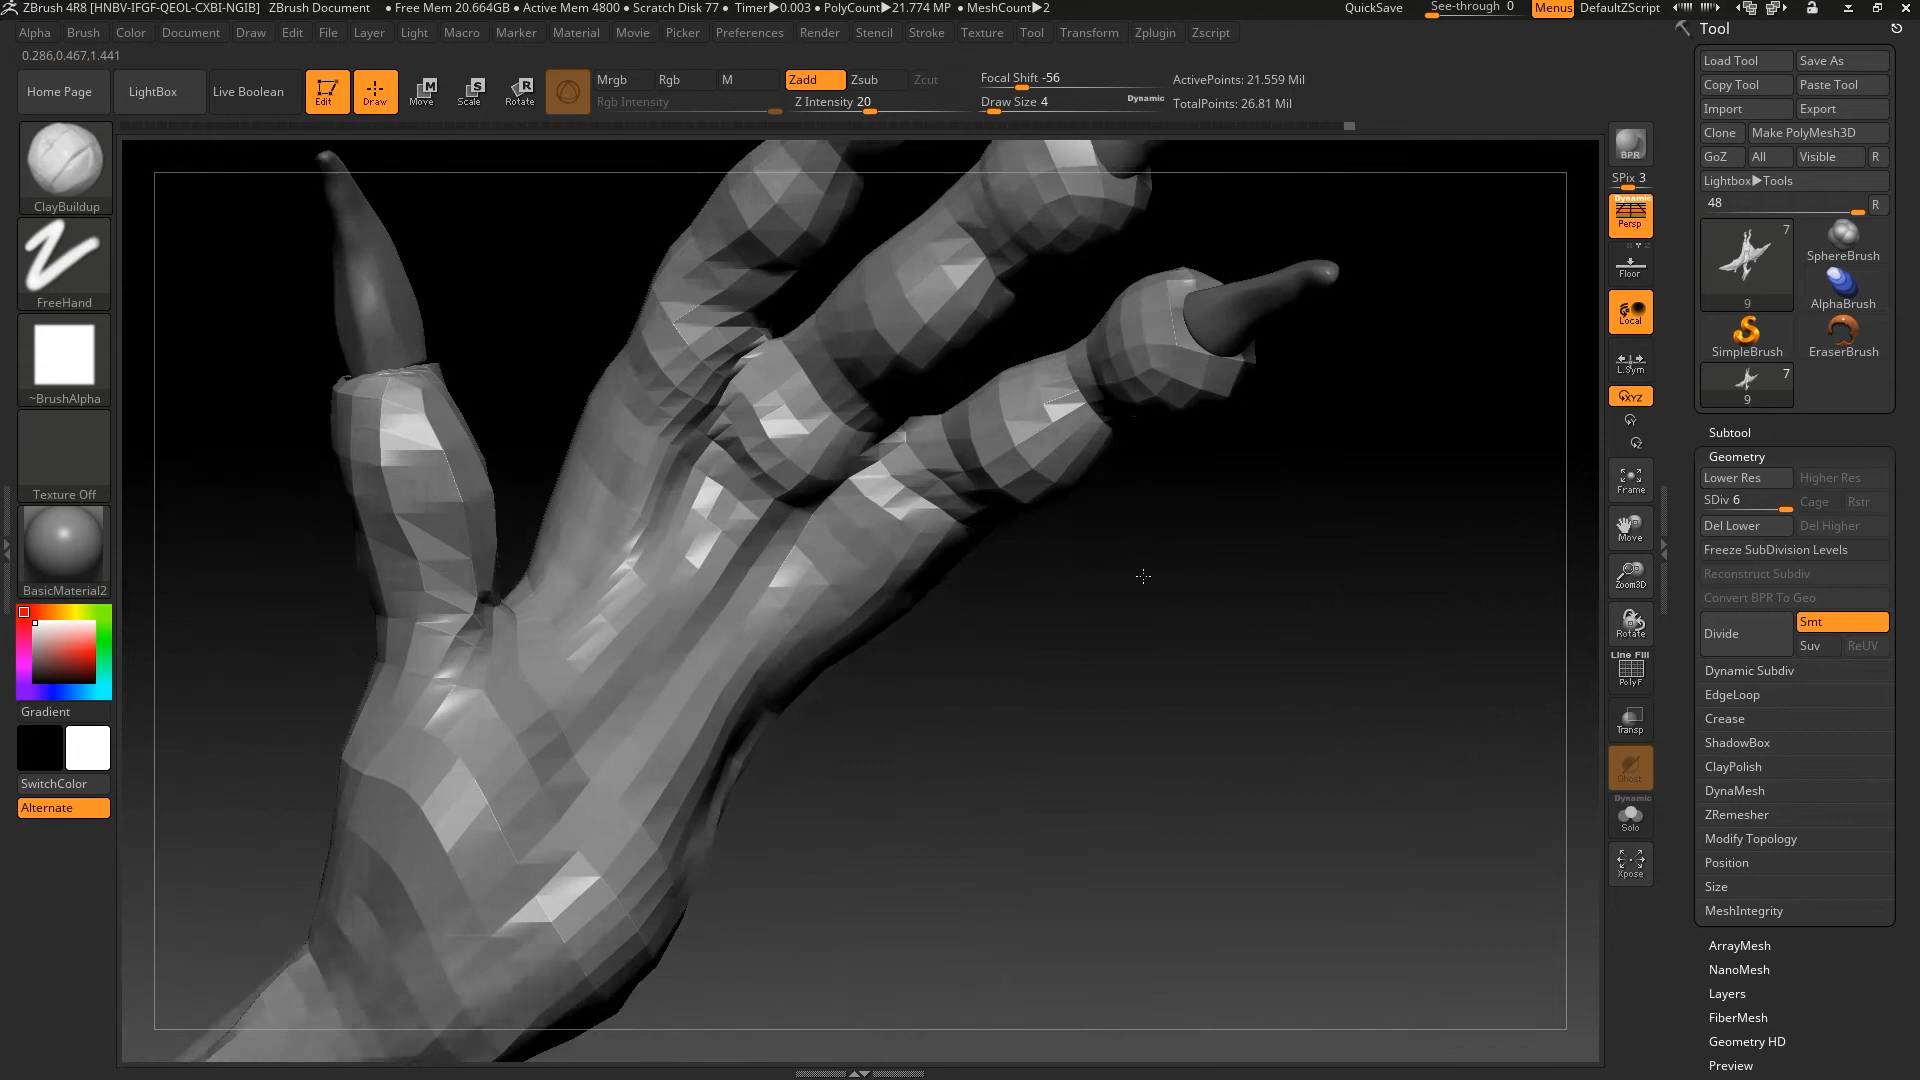 ZBrush 4R8 [HNBV-IFGF-QEOL-CXBI-NGIB] ZBrush Document • Free Mem 20.664GB • Active Mem 4800 • Scratch Disk 77 • Timer▶0.003 • PolyCount▶21.774 MP • MeshCount▶2 QuickSave See-through 0 Menus DefaultZScript
Alpha Brush Color Document Draw Edit File Layer Light Macro Marker Material Movie Picker Preferences Render Stencil Stroke Texture Tool Transform Zplugin Zscript
0.286,0.467,1.441
Home Page LightBox Live Boolean Edit Draw Move Scale Rotate
Mrgb Rgb M Zadd Zsub Zcut Focal Shift -56 ActivePoints: 21.559 Mil
Rgb Intensity Z Intensity 20 Draw Size 4 Dynamic TotalPoints: 26.81 Mil
ClayBuildup
FreeHand
~BrushAlpha
Texture Off
BasicMaterial2
Gradient
SwitchColor
Alternate
BPR
SPix 3
Dynamic
Persp
Floor
Local
L.Sym
XYZ
Y
Z
Frame
Move
Zoom3D
Rotate
Line Fill
PolyF
Transp
Ghost
Dynamic
Solo
Xpose
Tool
Load Tool Save As
Copy Tool Paste Tool
Import Export
Clone Make PolyMesh3D
GoZ All Visible R
Lightbox▶Tools
48 R
7
SphereBrush
9 AlphaBrush
SimpleBrush EraserBrush
7
9
Subtool
Geometry
Lower Res Higher Res
SDiv 6 Cage Rstr
Del Lower Del Higher
Freeze SubDivision Levels
Reconstruct Subdiv
Convert BPR To Geo
Divide Smt
Suv ReUV
Dynamic Subdiv
EdgeLoop
Crease
ShadowBox
ClayPolish
DynaMesh
ZRemesher
Modify Topology
Position
Size
MeshIntegrity
ArrayMesh
NanoMesh
Layers
FiberMesh
Geometry HD
Preview